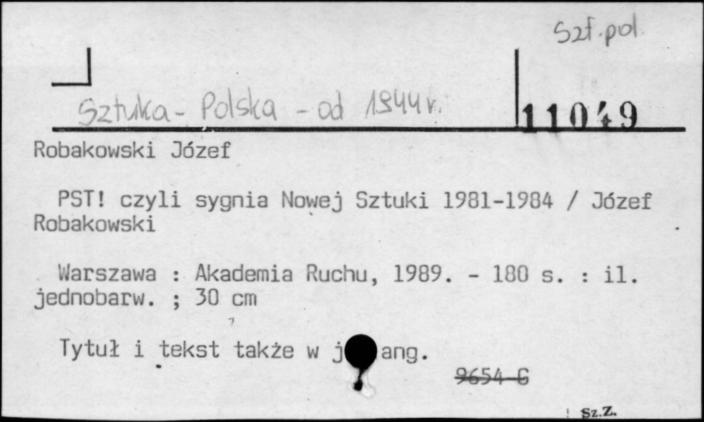 Szt.pol.
Sztuka - Polska - od 1944 r.
11049
Robakowski Józef
PST! czyli sygnia Nowej Sztuki 1981-1984 / Józef
Robakowski
Warszawa : Akademia Ruchu, 1989. - 180 s. : il.
jednobarw. ; 30 cm
Tytuł i tekst także w j ang.
9654-G
Sz.Z.